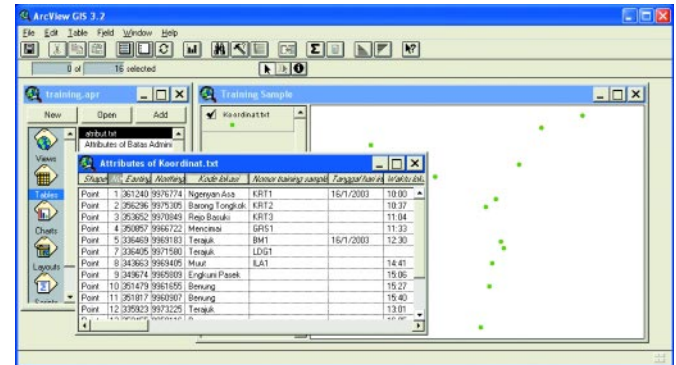 ArcView GIS 3.2
File Edit Table Field Window Help
0 of 16 selected
training.apr
New Open Add
atribut.txt
Attributes of Batas Admini
Views
Tables
Charts
Layouts
Scripts
Training Sample
Koordinat.txt
Attributes of Koordinat.txt
Shape Easting Northing Kode lokasi Nomor training sample Tanggal/hari Waktu
Point 1 361240 9976774 Ngenyan Asa KRT1 16/1/2003 10:00
Point 2 356296 9975305 Barong Tongkok KRT2 10:37
Point 3 353652 9970849 Rejo Basuki KRT3 11:04
Point 4 350857 9966722 Mencimai GRS1 11:33
Point 5 336469 9969183 Terajuk BM1 16/1/2003 12:30
Point 7 336405 9971580 Terajuk LDG1
Point 8 343663 9969405 Muut ILA1 14:41
Point 9 349674 9965809 Engkuni Pasek 15:06
Point 10 351479 9961655 Benung 15:27
Point 11 351817 9960907 Benung 15:40
Point 12 335923 9973225 Terajuk 13:01